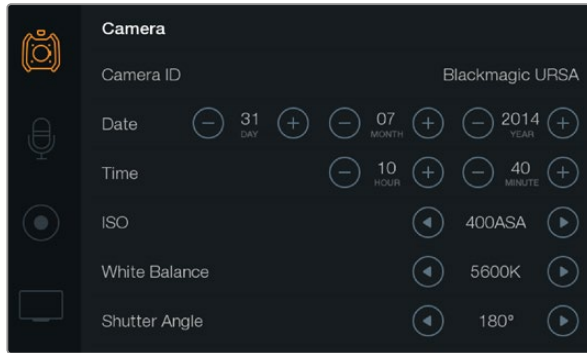 Camera
Camera ID Blackmagic URSA
Date 31 DAY 07 MONTH 2014 YEAR
Time 10 HOUR 40 MINUTE
ISO 400ASA
White Balance 5600K
Shutter Angle 180°